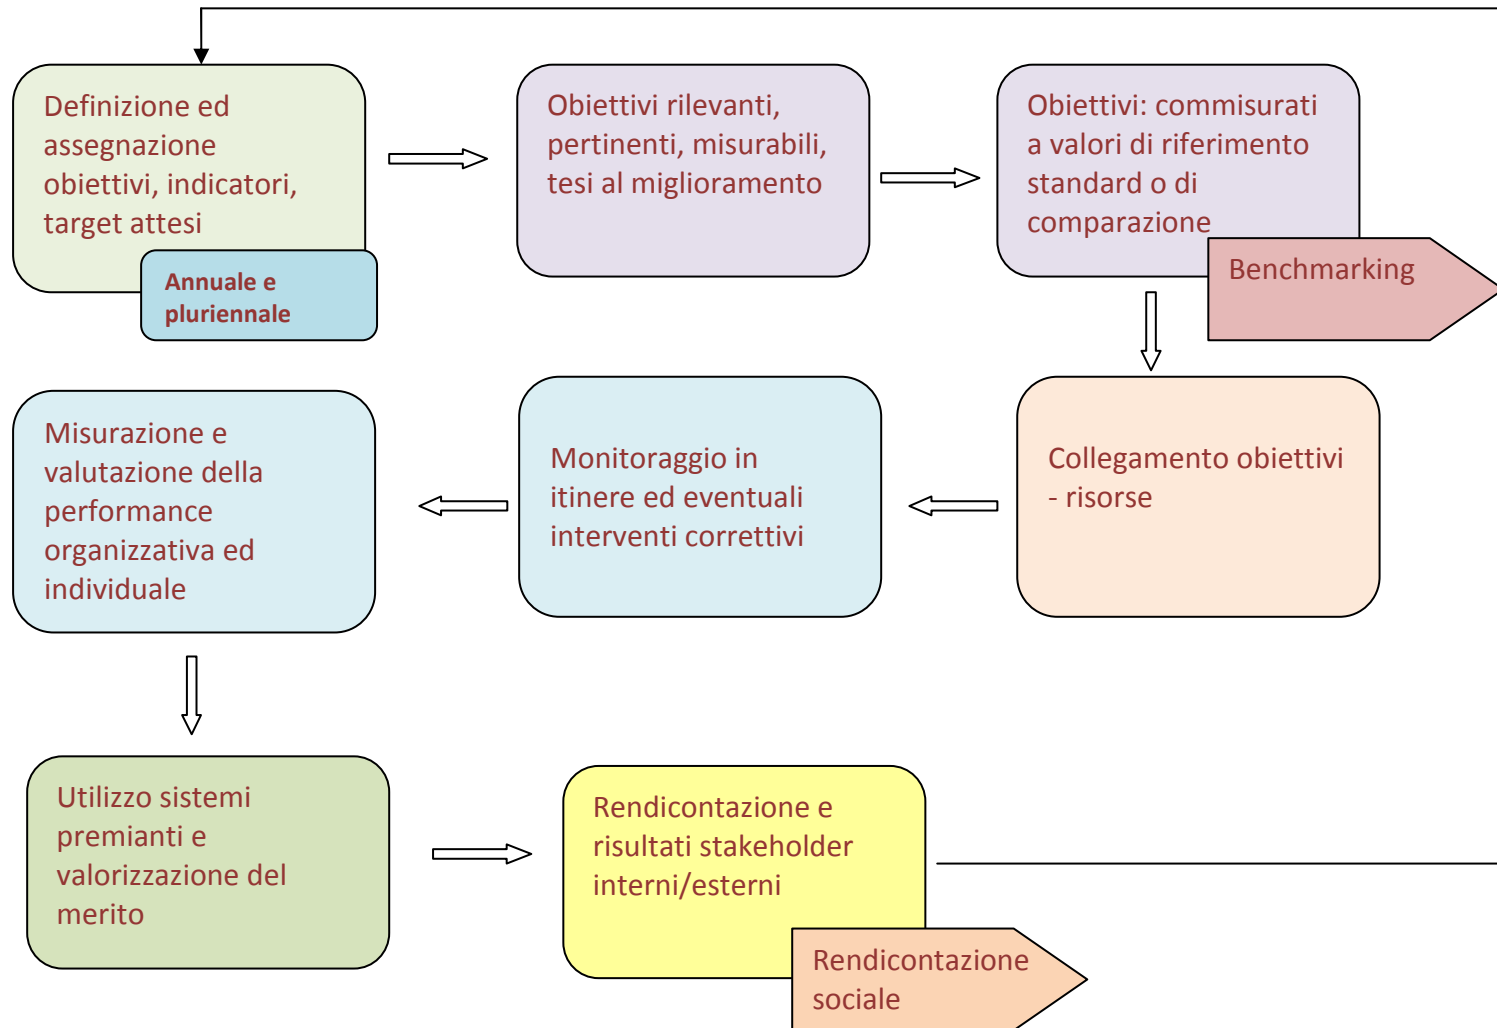 Definizione ed
assegnazione
obiettivi, indicatori,
target attesi
Annuale e
pluriennale
Obiettivi rilevanti,
pertinenti, misurabili,
tesi al miglioramento
Obiettivi: commisurati
a valori di riferimento
standard o di
comparazione
Benchmarking
Collegamento obiettivi
- risorse
Monitoraggio in
itinere ed eventuali
interventi correttivi
Misurazione e
valutazione della
performance
organizzativa ed
individuale
Utilizzo sistemi
premianti e
valorizzazione del
merito
Rendicontazione e
risultati stakeholder
interni/esterni
Rendicontazione
sociale